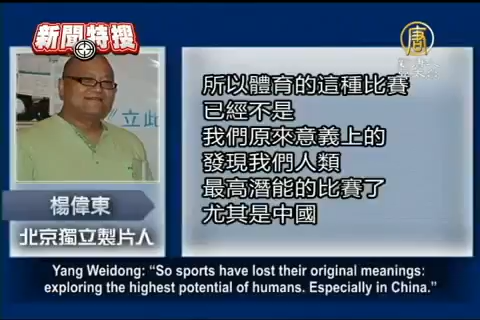 新聞特搜
唐
所以體育的這種比賽
已經不是
我們原來意義上的
發現我們人類
最高潛能的比賽了
尤其是中國
《立此
楊偉東
北京獨立製片人
Yang Weidong: “So sports have lost their original meanings:
exploring the highest potential of humans. Especially in China.”